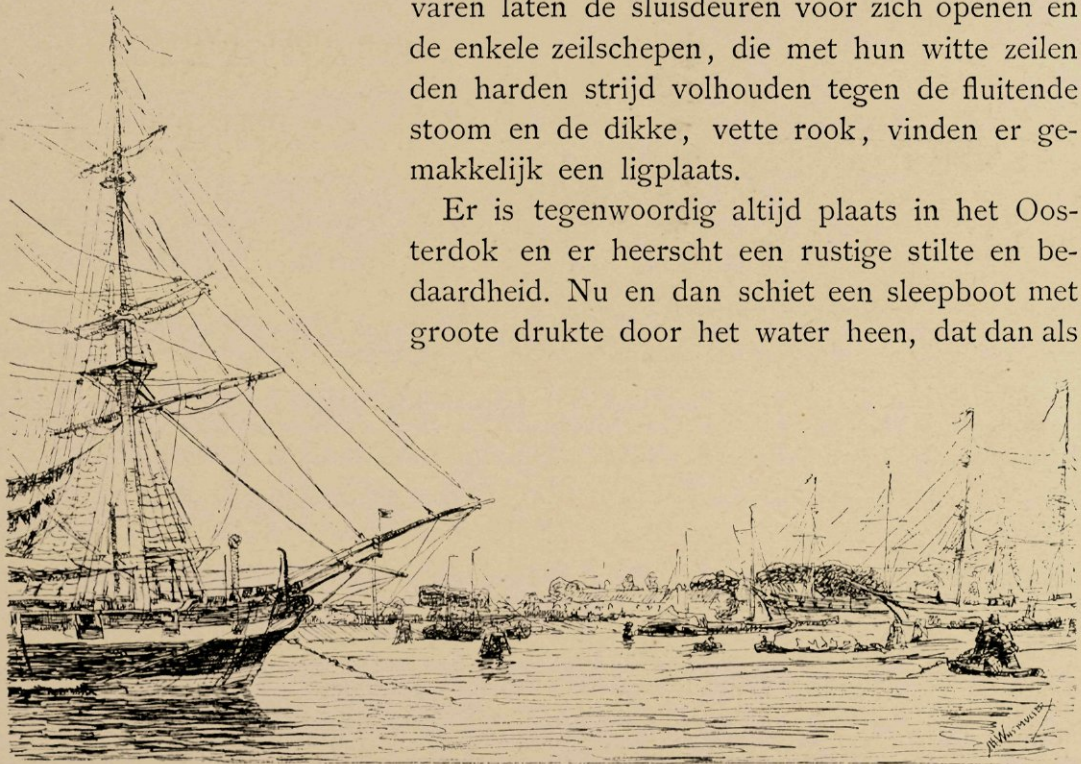 varen laten de sluisdeuren voor zich openen en
de enkele zeilschepen, die met hun witte zeilen
den harden strijd volhouden tegen de fluitende
stoom en de dikke, vette rook, vinden er ge-
makkelijk een ligplaats.
Er is tegenwoordig altijd plaats in het Oos-
terdok en er heerscht een rustige stilte en be-
daardheid. Nu en dan schiet een sleepboot met
groote drukte door het water heen, dat dan als